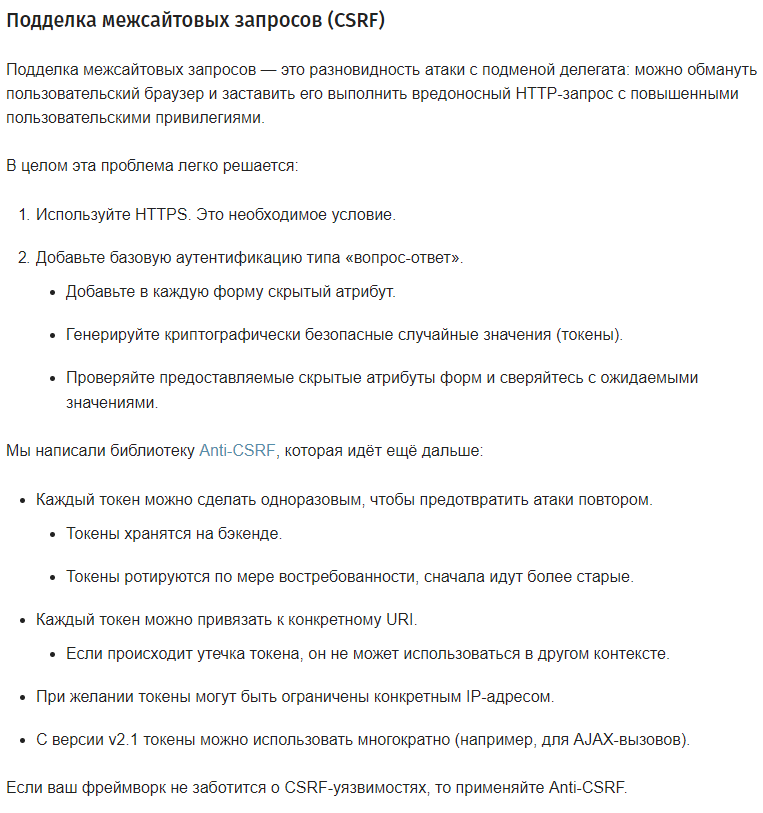 Подделка межсайтовых запросов (CSRF)
Подделка межсайтовых запросов — это разновидность атаки с подменой делегата: можно обмануть
пользовательский браузер и заставить его выполнить вредоносный HTTP-запрос с повышенными
пользовательскими привилегиями.
В целом эта проблема легко решается:
1. Используйте HTTPS. Это необходимое условие.
2. Добавьте базовую аутентификацию типа «вопрос-ответ».
• Добавьте в каждую форму скрытый атрибут.
• Генерируйте криптографически безопасные случайные значения (токены).
• Проверяйте предоставляемые скрытые атрибуты форм и сверяйтесь с ожидаемыми
значениями.
Мы написали библиотеку Anti-CSRF, которая идёт ещё дальше:
• Каждый токен можно сделать одноразовым, чтобы предотвратить атаки повтором.
• Токены хранятся на бэкенде.
• Токены ротируются по мере востребованности, сначала идут более старые.
• Каждый токен можно привязать к конкретному URI.
• Если происходит утечка токена, он не может использоваться в другом контексте.
• При желании токены могут быть ограничены конкретным IP-адресом.
• С версии v2.1 токены можно использовать многократно (например, для AJAX-вызовов).
Если ваш фреймворк не заботится о CSRF-уязвимостях, то применяйте Anti-CSRF.